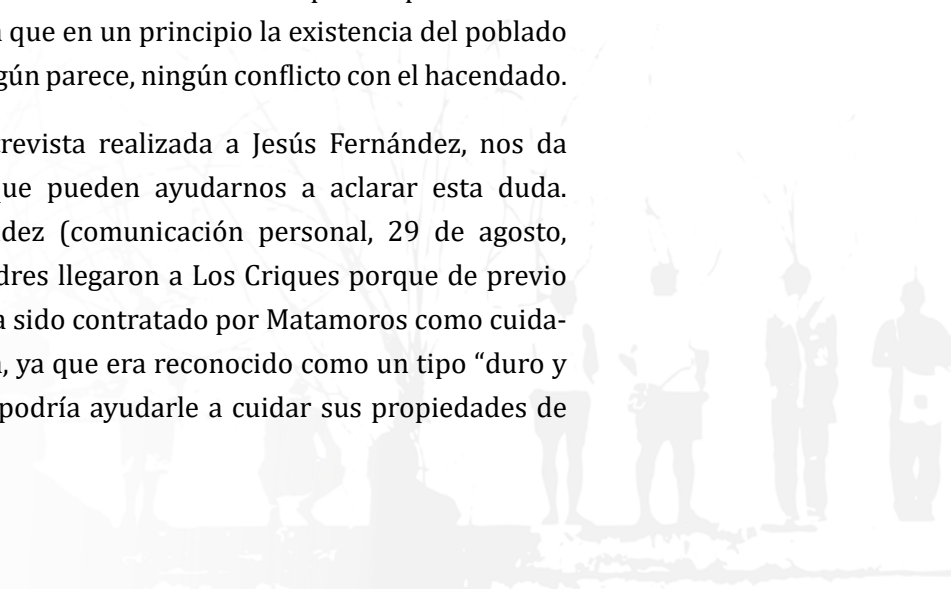 que en un principio la existencia del poblado
gún parece, ningún conflicto con el hacendado.
trevista realizada a Jesús Fernández, nos da
que pueden ayudarnos a aclarar esta duda.
dez (comunicación personal, 29 de agosto,
dres llegaron a Los Criques porque de previo
a sido contratado por Matamoros como cuida-
, ya que era reconocido como un tipo “duro y
podría ayudarle a cuidar sus propiedades de